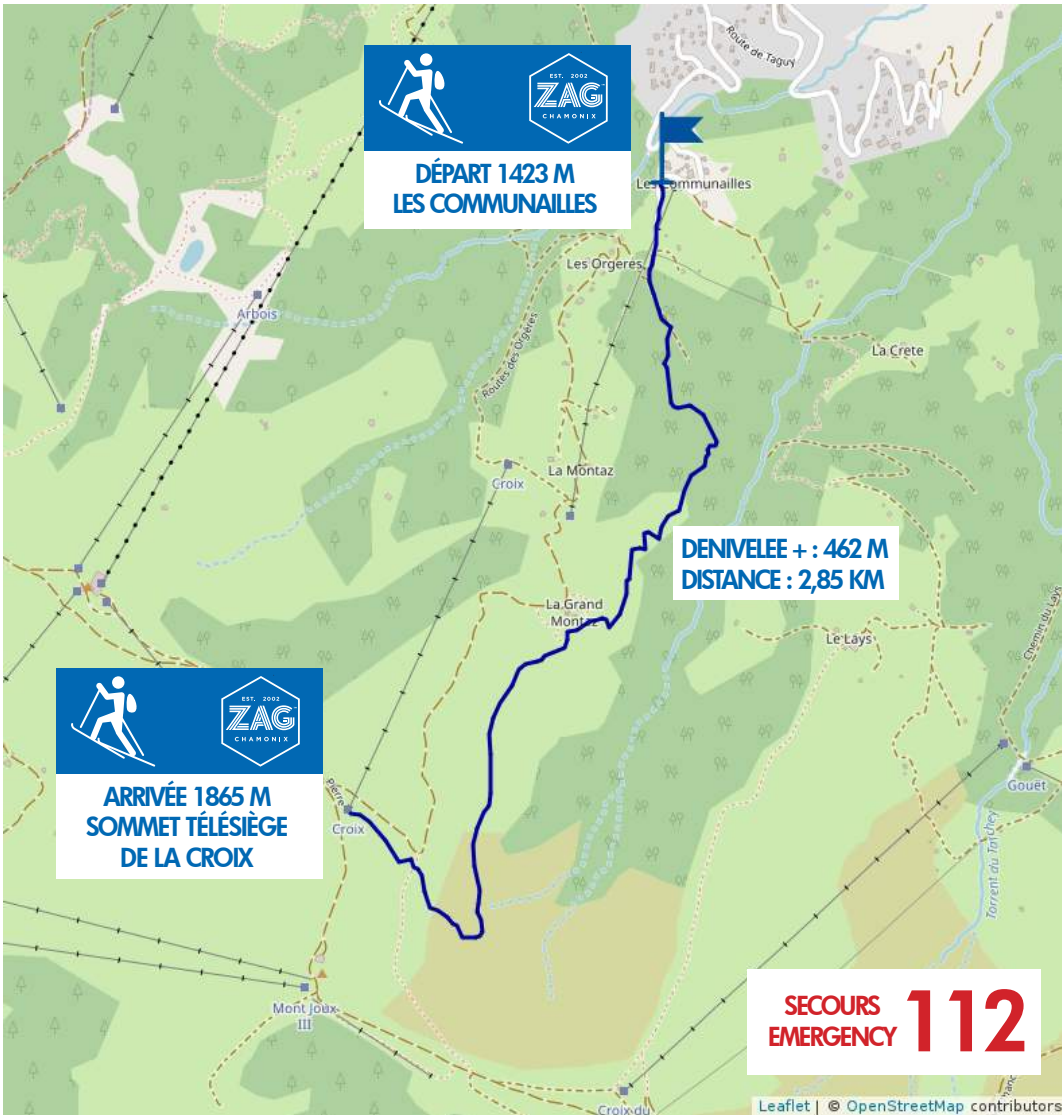 Route de Taguy
EST. 2002
ZAG
CHAMONIX
DÉPART 1423 M
LES COMMUNAILLES
Les Communailles
Les Orgeres
Arbois
Routes des Orgères
La Crete
La Montaz
Croix
DENIVELEE + : 462 M
DISTANCE : 2,85 KM
La Grand
Montaz
Le Lays
Chemin du Lays
EST. 2002
ZAG
CHAMONIX
ARRIVÉE 1865 M
SOMMET TÉLÉSIÈGE
DE LA CROIX
Pierre
Croix
Gouët
Torrent du Tarchey
Mont Joux
III
SECOURS
EMERGENCY
112
Croix du
Leaflet | © OpenStreetMap contributors